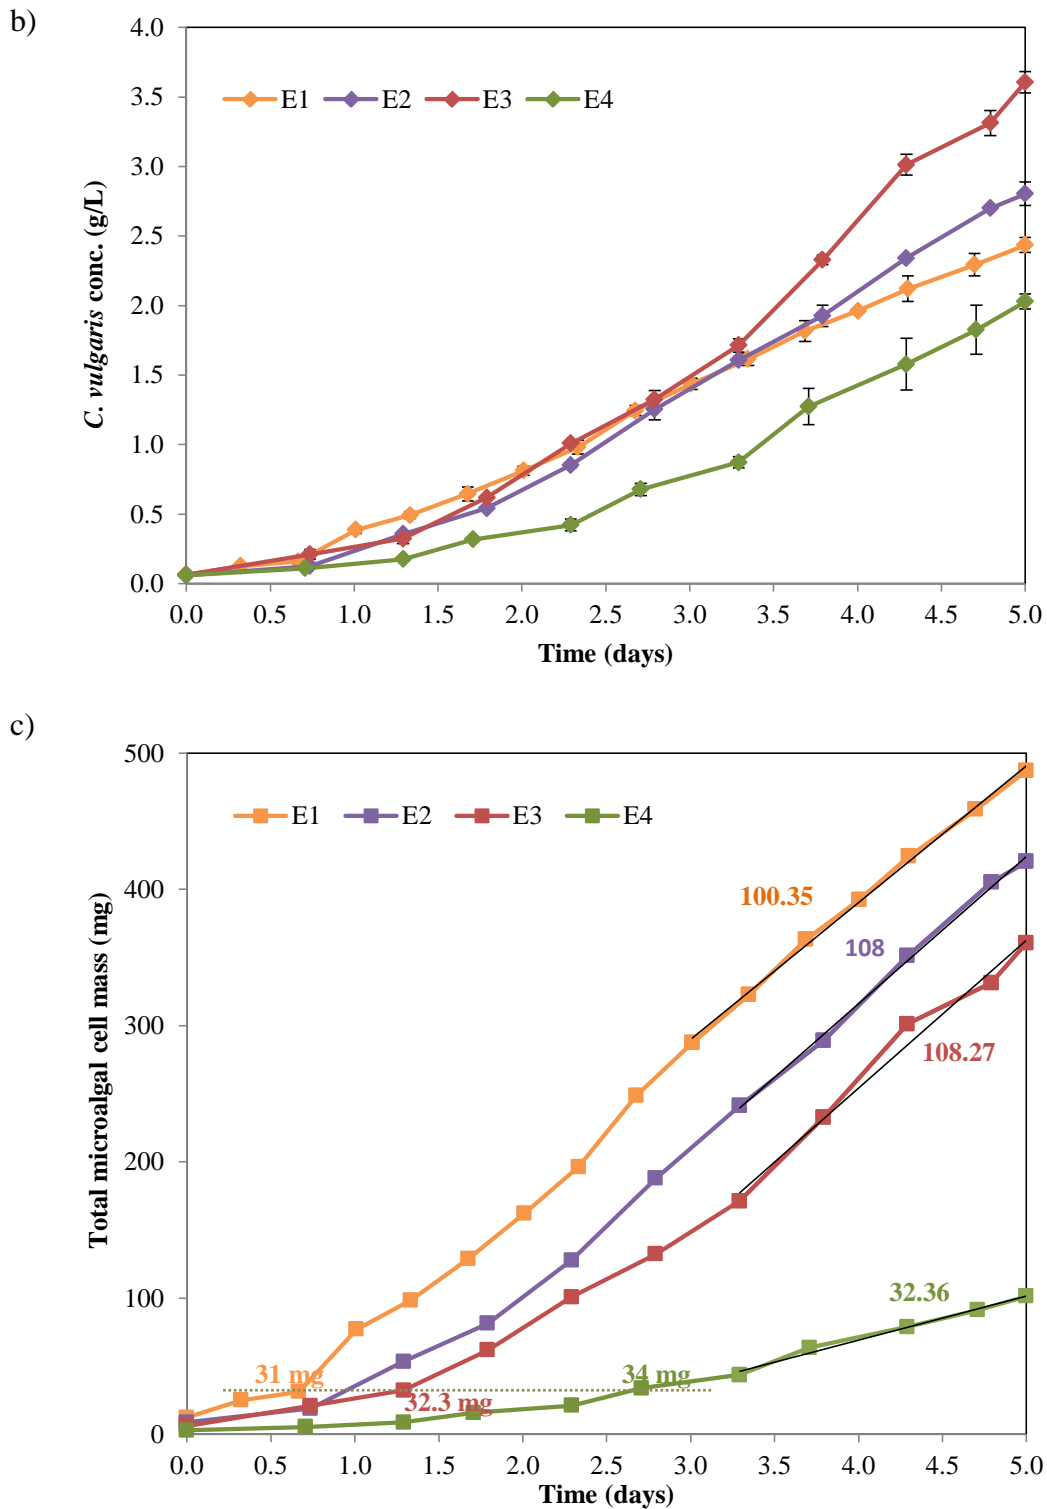 b)
4.0
3.5
3.0
2.5
2.0
1.5
1.0
0.5
0.0
C. vulgaris conc. (g/L)
E1 E2 E3 E4
0.0 0.5 1.0 1.5 2.0 2.5 3.0 3.5 4.0 4.5 5.0
Time (days)
c)
500
400
300
200
100
0
Total microalgal cell mass (mg)
E1 E2 E3 E4
100.35
108
108.27
32.36
31 mg
34 mg
32.3 mg
0.0 0.5 1.0 1.5 2.0 2.5 3.0 3.5 4.0 4.5 5.0
Time (days)